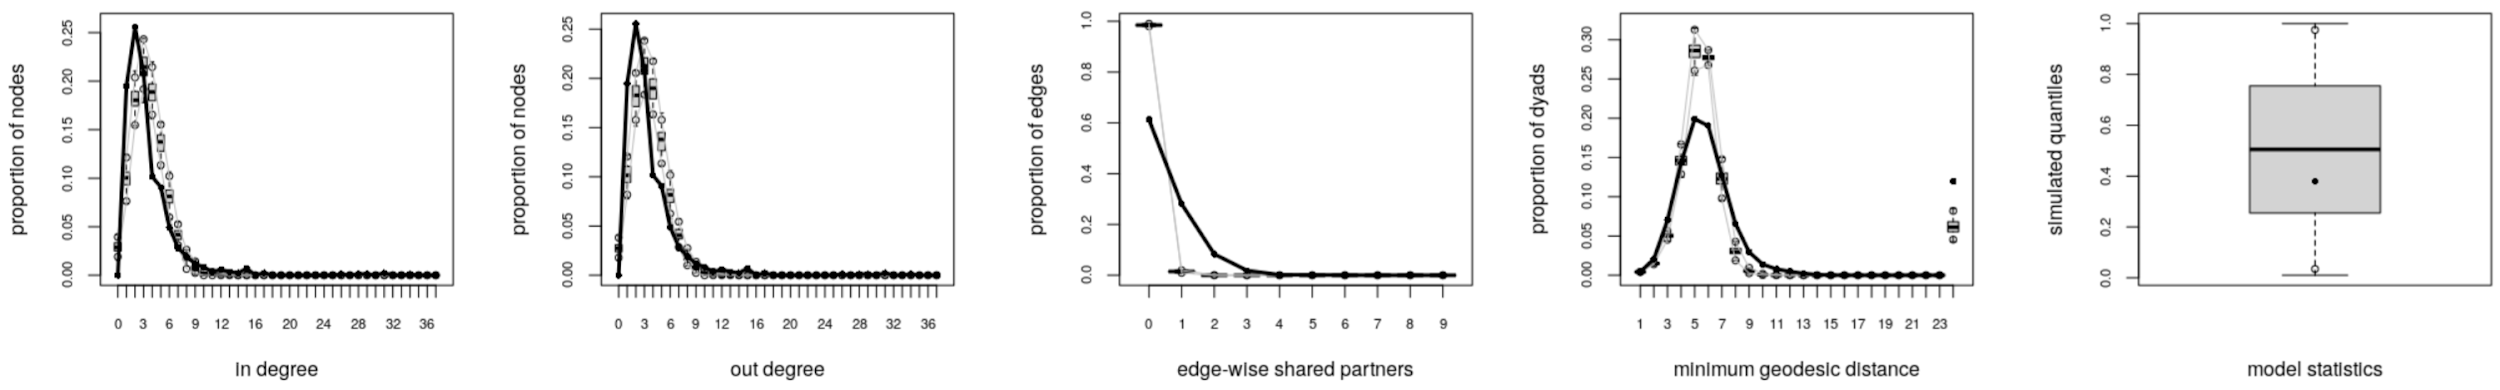 proportion of nodes
0.00 0.05 0.10 0.15 0.20 0.25
0 3 6 9 12 16 20 24 28 32 36
in degree
proportion of nodes
0.00 0.05 0.10 0.15 0.20 0.25
0 3 6 9 12 16 20 24 28 32 36
out degree
proportion of edges
0.0 0.2 0.4 0.6 0.8 1.0
0 1 2 3 4 5 6 7 8 9
edge-wise shared partners
proportion of dyads
0.00 0.05 0.10 0.15 0.20 0.25 0.30
1 3 5 7 9 11 13 15 17 19 21 23
minimum geodesic distance
simulated quantiles
0.0 0.2 0.4 0.6 0.8 1.0
model statistics